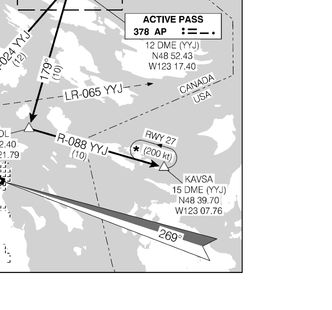 ACTIVE PASS
378 AP
12 DME (YYJ)
N48 52.43
W123 17.40
-024 YYJ
(12)
179°
(10)
LR-065 YYJ
CANADA
USA
OL
2.40
21.79
R-088 YYJ
(10)
RWY 27
* (200 kt)
KAVSA
15 DME (YYJ)
N48 39.70
W123 07.76
269°